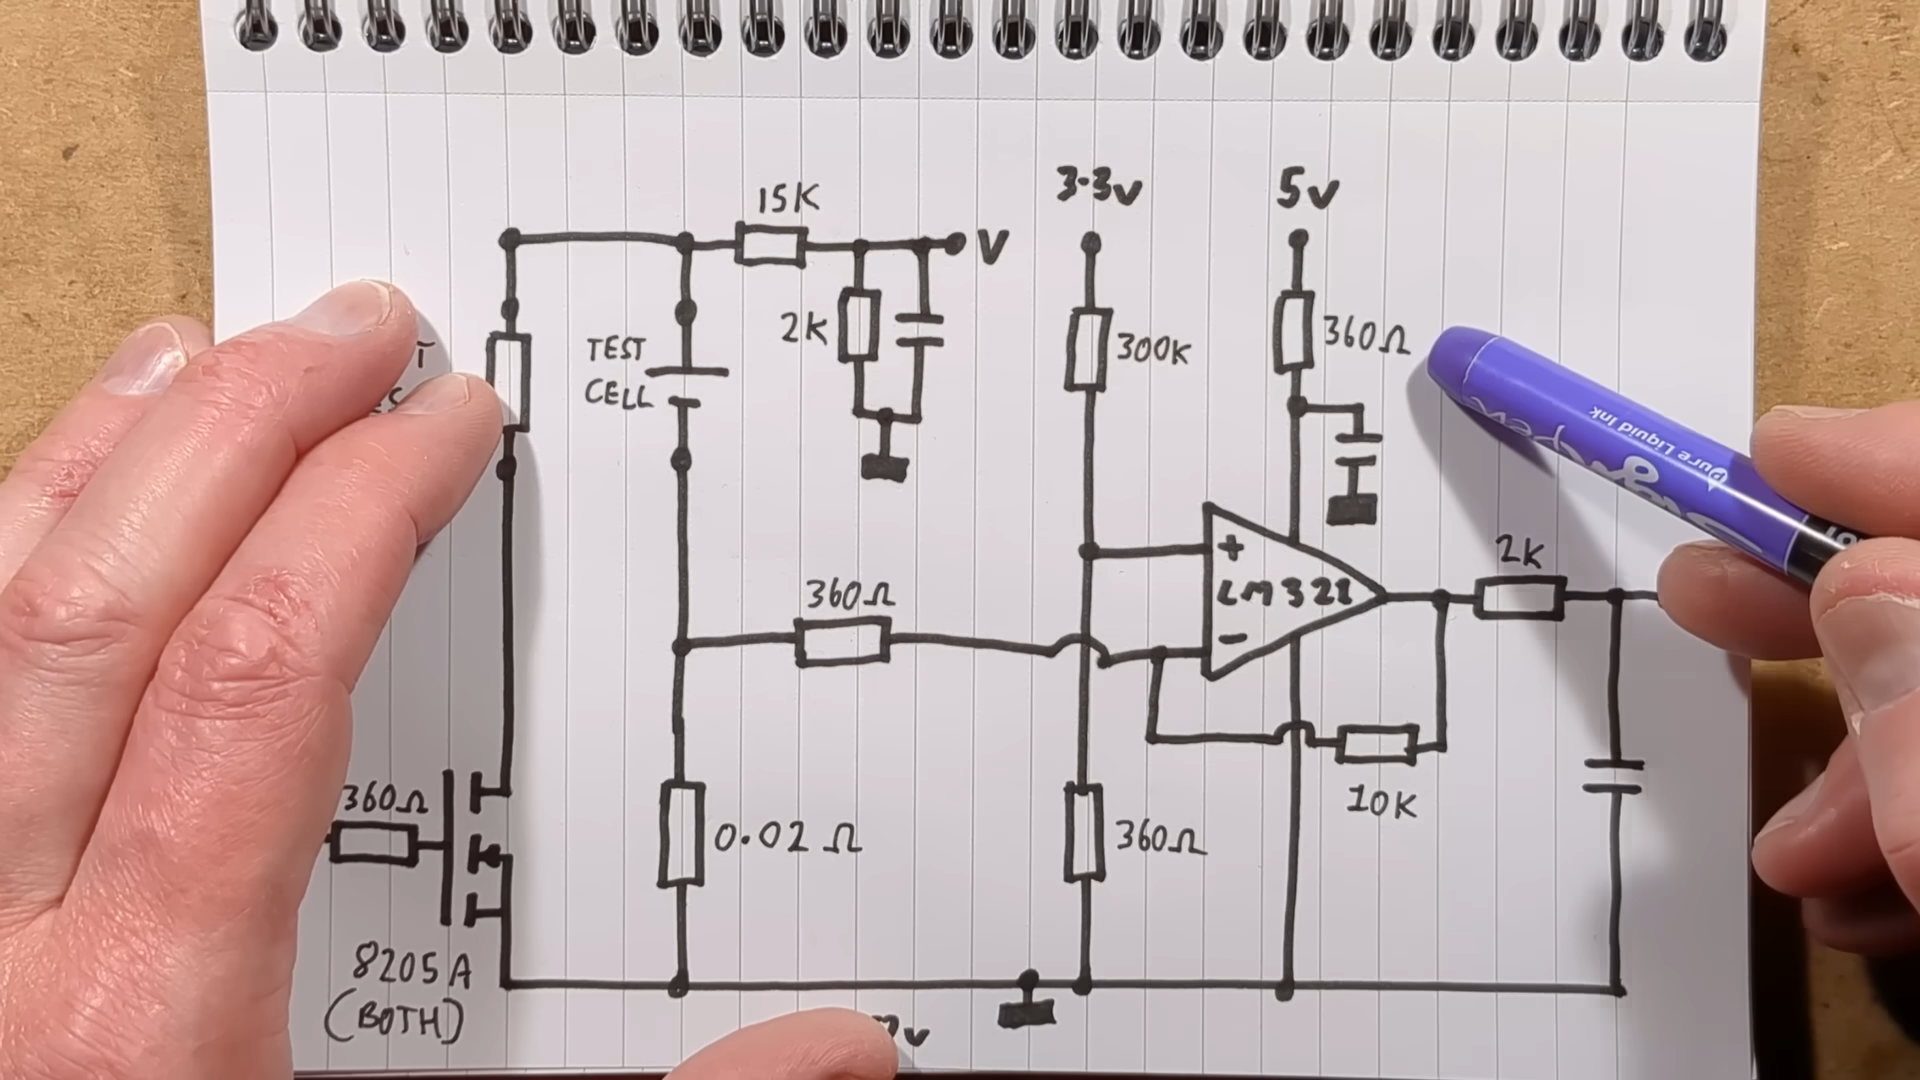 15K
3.3V
5V
V
2K
300K
360Ω
TEST
CELL
Pure Liquid Ink
360Ω
+
LM321
-
2K
10K
360Ω
0.02Ω
360Ω
8205A
(BOTH)